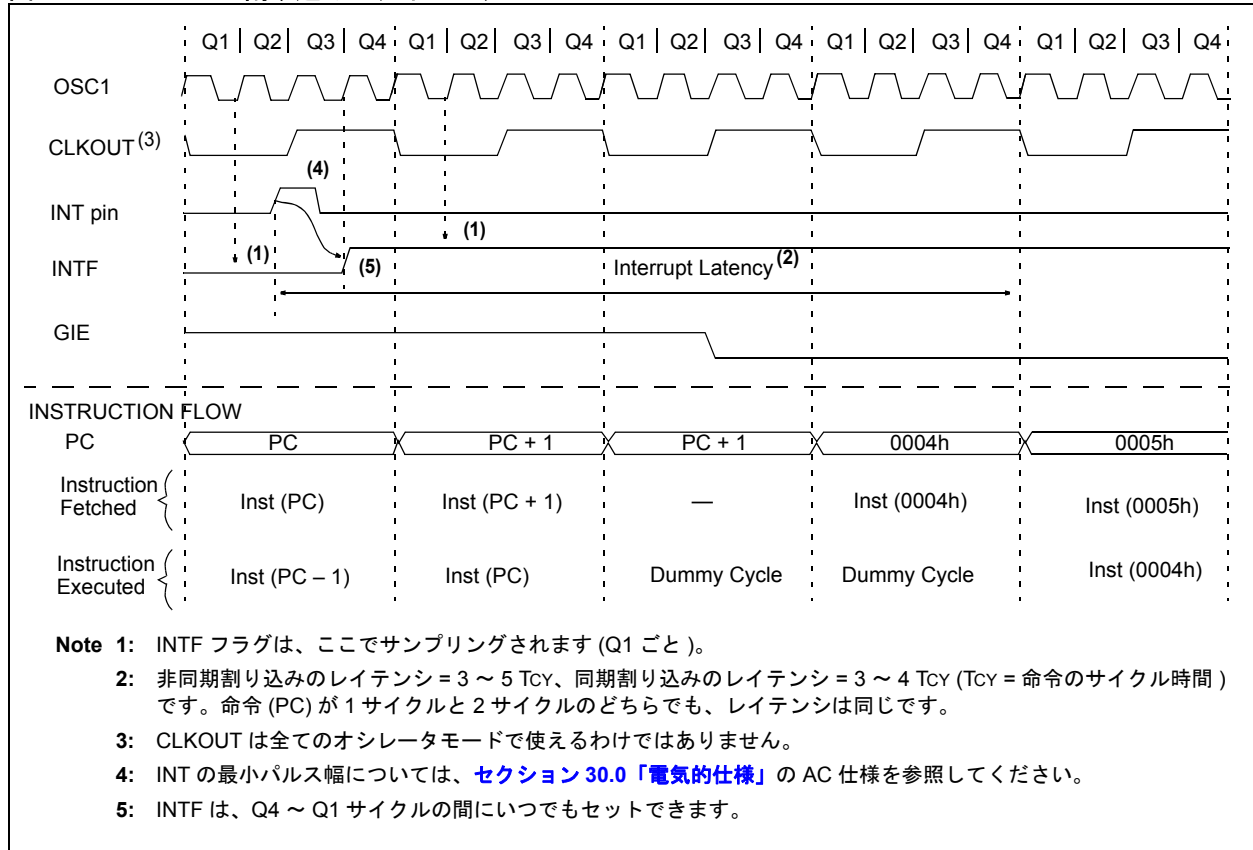 Q1 | Q2 | Q3 | Q4 Q1 | Q2 | Q3 | Q4 Q1 | Q2 | Q3 | Q4 Q1 | Q2 | Q3 | Q4 Q1 | Q2 | Q3 | Q4
OSC1
CLKOUT (3)
(4)
INT pin
(1)
(1)
INTF
(5)
Interrupt Latency (2)
GIE
INSTRUCTION FLOW
PC PC PC + 1 PC + 1 0004h 0005h
Instruction
Fetched
Inst (PC) Inst (PC + 1) — Inst (0004h) Inst (0005h)
Instruction
Executed
Inst (PC – 1) Inst (PC) Dummy Cycle Dummy Cycle Inst (0004h)
Note 1: INTF フラグは、ここでサンプリングされます (Q1 ごと )。
2: 非同期割り込みのレイテンシ = 3 ~ 5 TCY、同期割り込みのレイテンシ = 3 ~ 4 TCY (TCY = 命令のサイクル時間 )
です。命令 (PC) が 1 サイクルと 2 サイクルのどちらでも、レイテンシは同じです。
3: CLKOUT は全てのオシレータモードで使えるわけではありません。
4: INT の最小パルス幅については、セクション 30.0「電気的仕様」の AC 仕様を参照してください。
5: INTF は、Q4 ~ Q1 サイクルの間にいつでもセットできます。